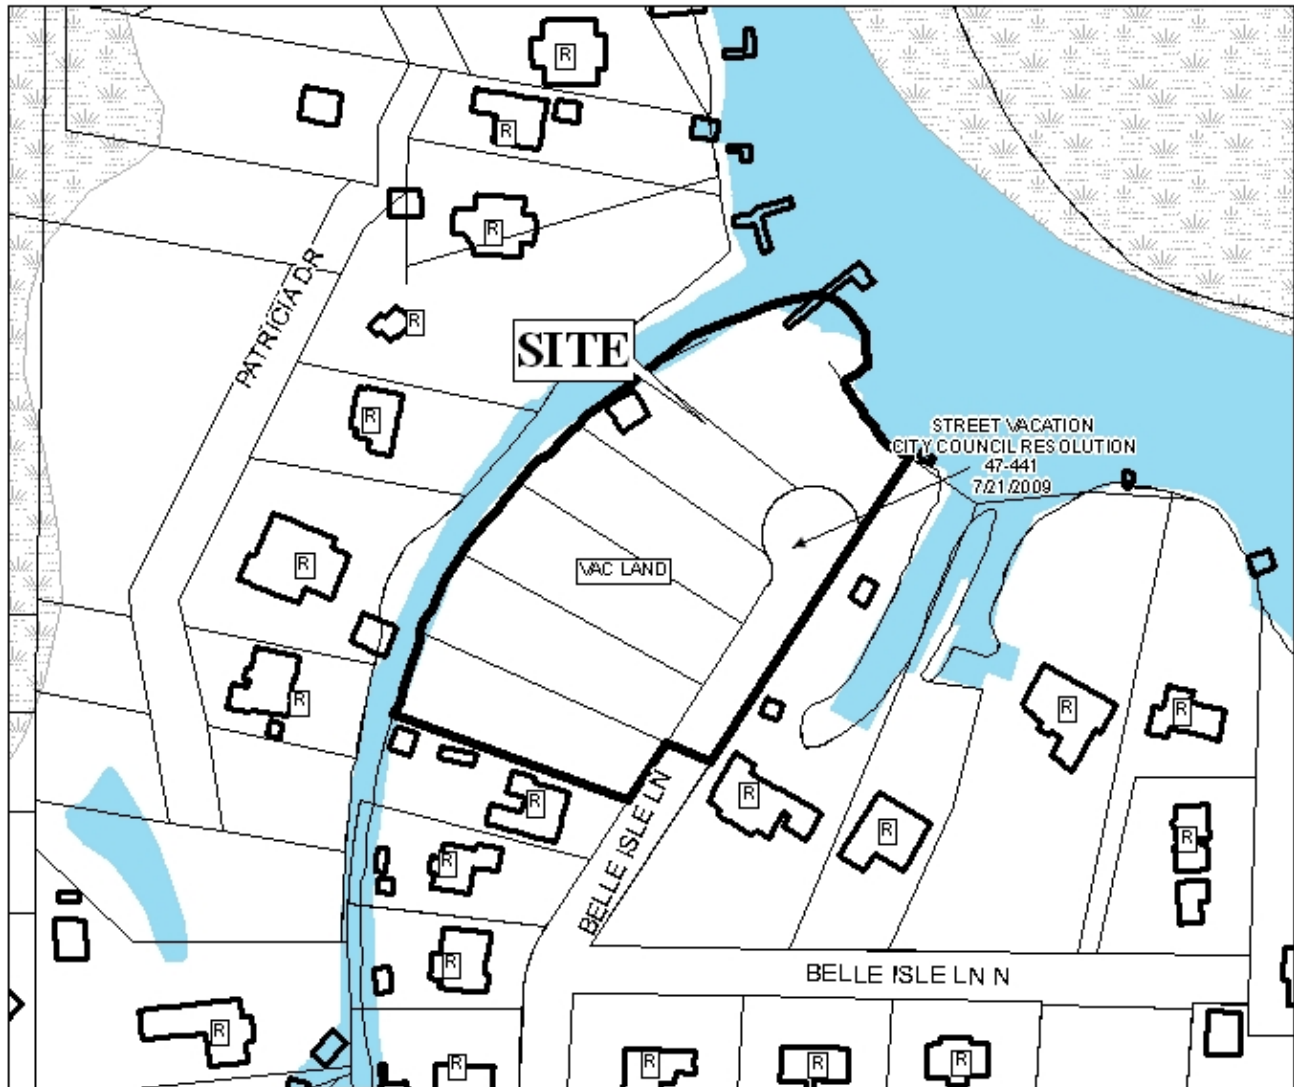 R
R
R
PATRICIA DR
R
SITE
R
STREET VACATION
CITY COUNCIL RESOLUTION
47-441
7/21/2009
R
VAC LAND
R
R
R
R
R
BELLE ISLE LN
R
R
R
R
BELLE ISLE LN N
R
R
R
R
R